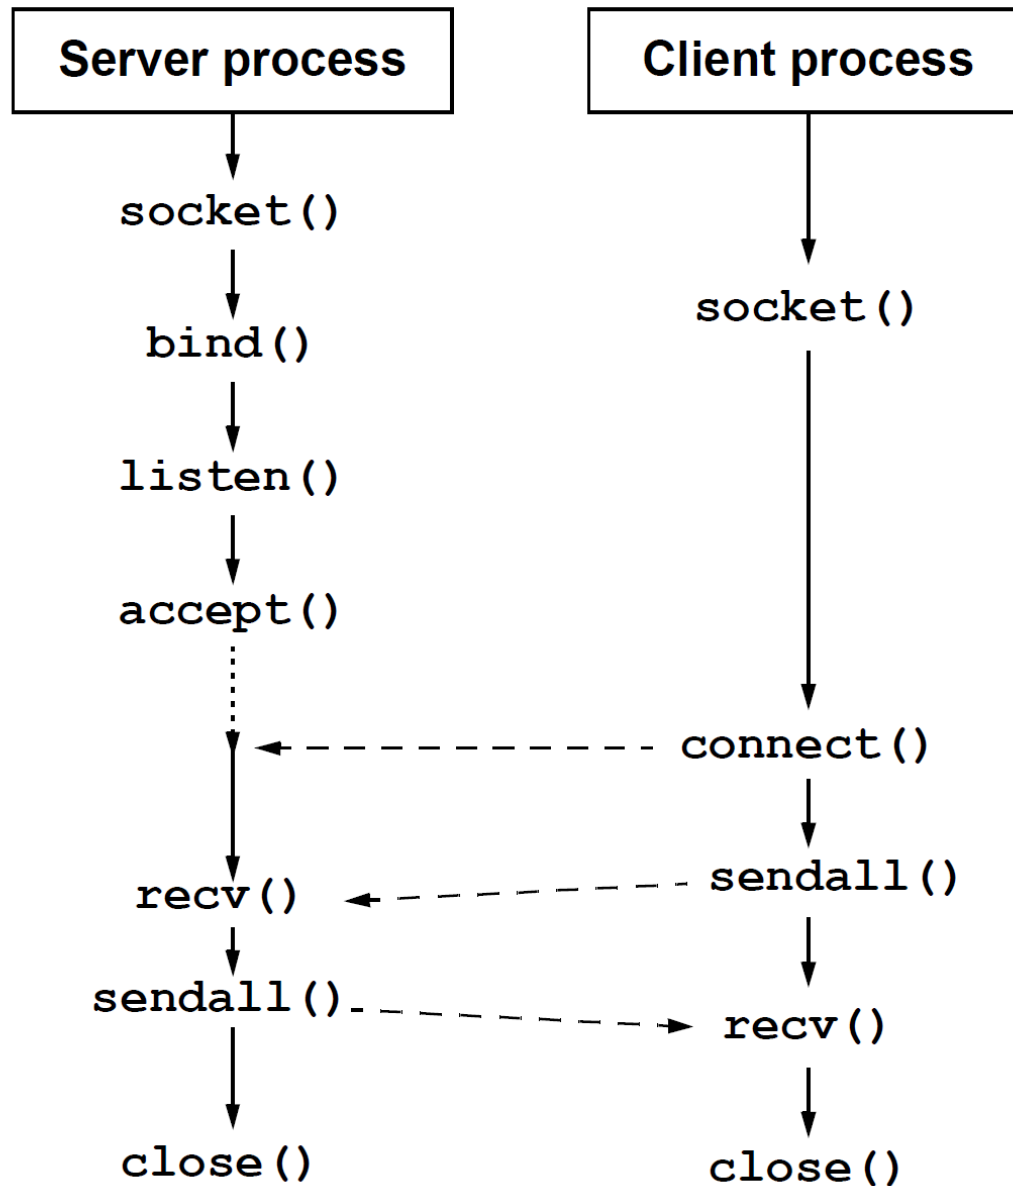 Server process
Client process
socket()
socket()
bind()
listen()
accept()
connect()
recv()
sendall()
sendall()
recv()
close()
close()